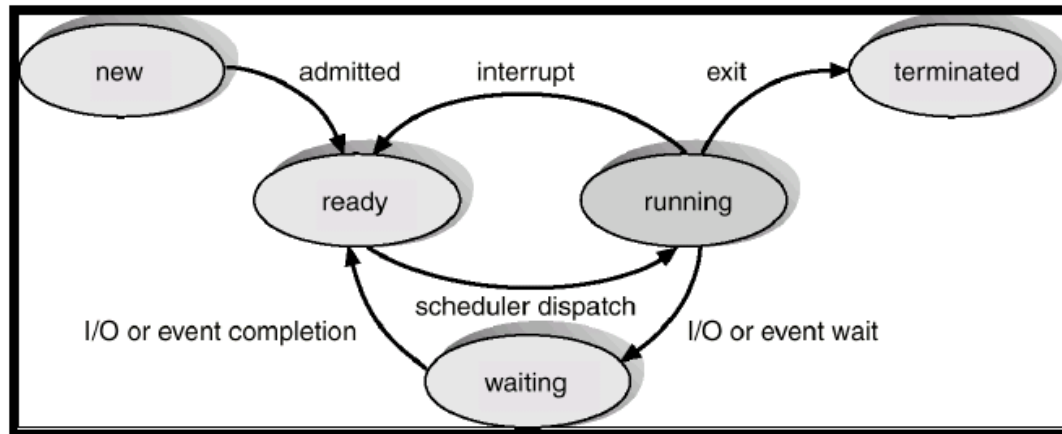 new
admitted
interrupt
exit
terminated
ready
running
scheduler dispatch
I/O or event completion
I/O or event wait
waiting